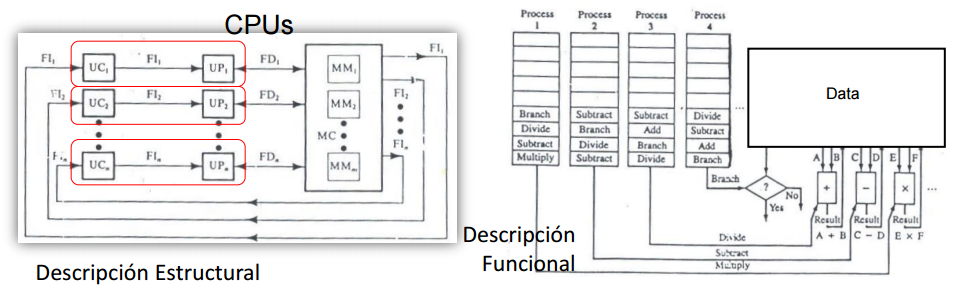 CPUs
FI₁
UC₁
FI₁
UP₁
FD₁
MM₁
FI₂
UC₂
FI₂
UP₂
FD₂
MM₂
FI₂
MC
FIₙ
UCₙ
FIₙ
UPₙ
FDₙ
MMₘ
FIₙ
Descripción Estructural
Process Process Process Process
1 2 3 4
Branch Subtract Subtract Divide
Divide Branch Add Subtract
Subtract Divide Branch Add
Multiply Subtract Divide Branch
...
Data
A B C D E F
Branch
?
No
Yes
÷ − ×
...
Result Result Result
A + B C − D E × F
Divide
Subtract
Multiply
Descripción
Funcional